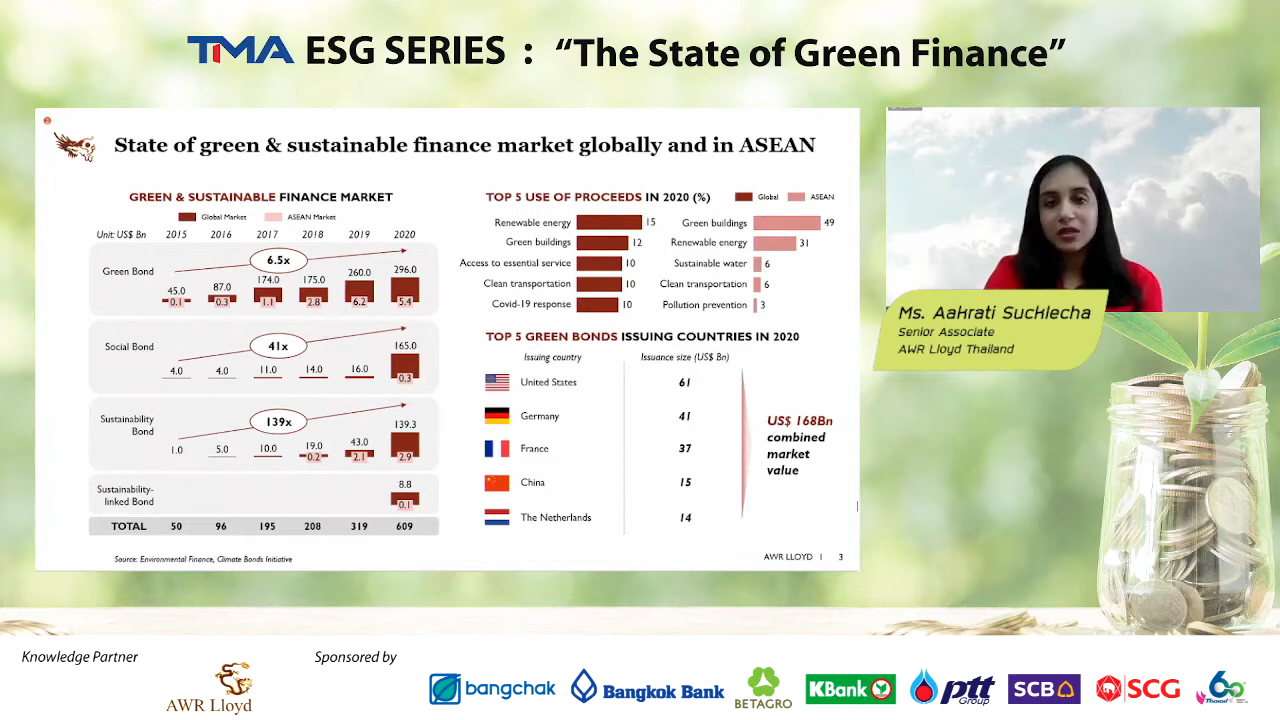 TMA ESG SERIES : “The State of Green Finance”
State of green & sustainable finance market globally and in ASEAN
GREEN & SUSTAINABLE FINANCE MARKET
Global Market ASEAN Market
Unit: US$ Bn 2015 2016 2017 2018 2019 2020
Green Bond
6.5x
45.0 87.0 174.0 175.0 260.0 296.0
0.1 0.3 1.1 2.8 6.2 5.4
Social Bond
41x
4.0 4.0 11.0 14.0 16.0 165.0
0.3
Sustainability
Bond
139x
1.0 5.0 10.0 19.0 43.0 139.3
0.2 2.1 2.9
Sustainability-
linked Bond
8.8
0.1
TOTAL 50 96 195 208 319 609
Source: Environmental Finance, Climate Bonds Initiative
TOP 5 USE OF PROCEEDS IN 2020 (%)
Global ASEAN
Renewable energy 15 Green buildings 49
Green buildings 12 Renewable energy 31
Access to essential service 10 Sustainable water 6
Clean transportation 10 Clean transportation 6
Covid-19 response 10 Pollution prevention 3
TOP 5 GREEN BONDS ISSUING COUNTRIES IN 2020
Issuing country Issuance size (US$ Bn)
United States 61
Germany 41
France 37
China 15
The Netherlands 14
US$ 168Bn
combined
market
value
AWR LLOYD | 3
Ms. Aakrati Sucklecha
Senior Associate
AWR Lloyd Thailand
Knowledge Partner
AWR Lloyd
Sponsored by
bangchak
Bangkok Bank
BETAGRO
KBank
ptt
Group
SCB
SCG
60